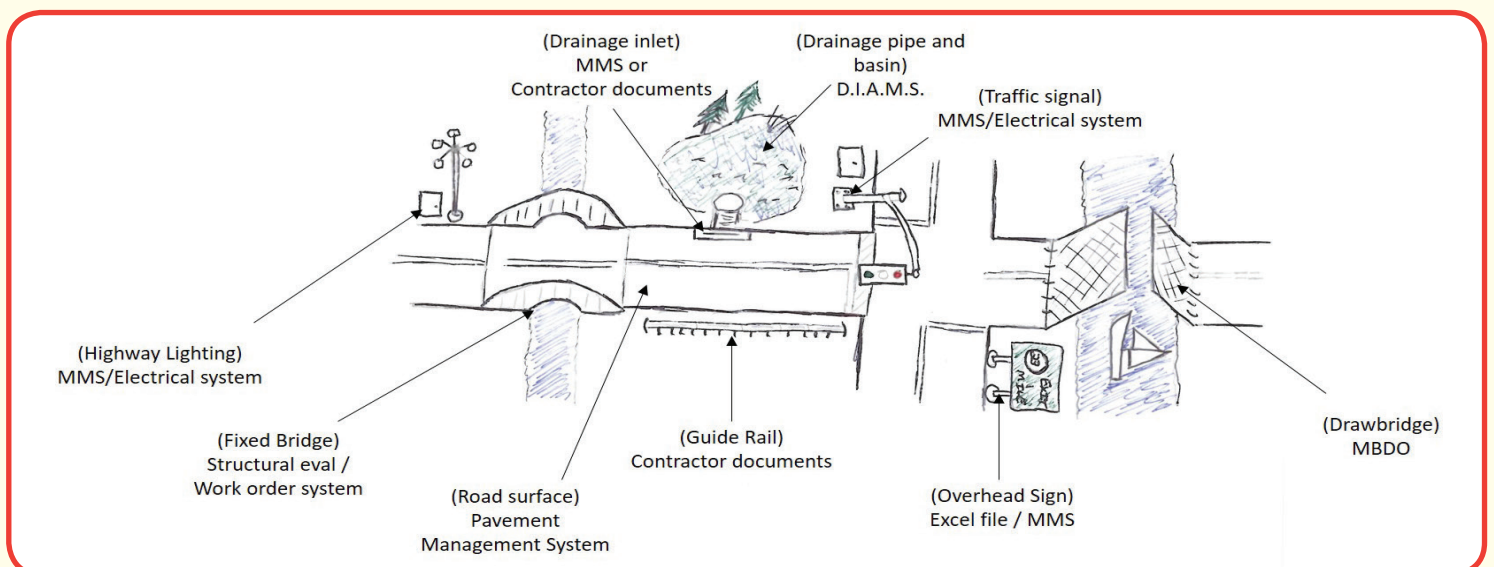 (Drainage inlet)
MMS or
Contractor documents
(Drainage pipe and
basin)
D.I.A.M.S.
(Traffic signal)
MMS/Electrical system
(Highway Lighting)
MMS/Electrical system
(Fixed Bridge)
Structural eval /
Work order system
(Road surface)
Pavement
Management System
(Guide Rail)
Contractor documents
(Overhead Sign)
Excel file / MMS
(Drawbridge)
MBDO